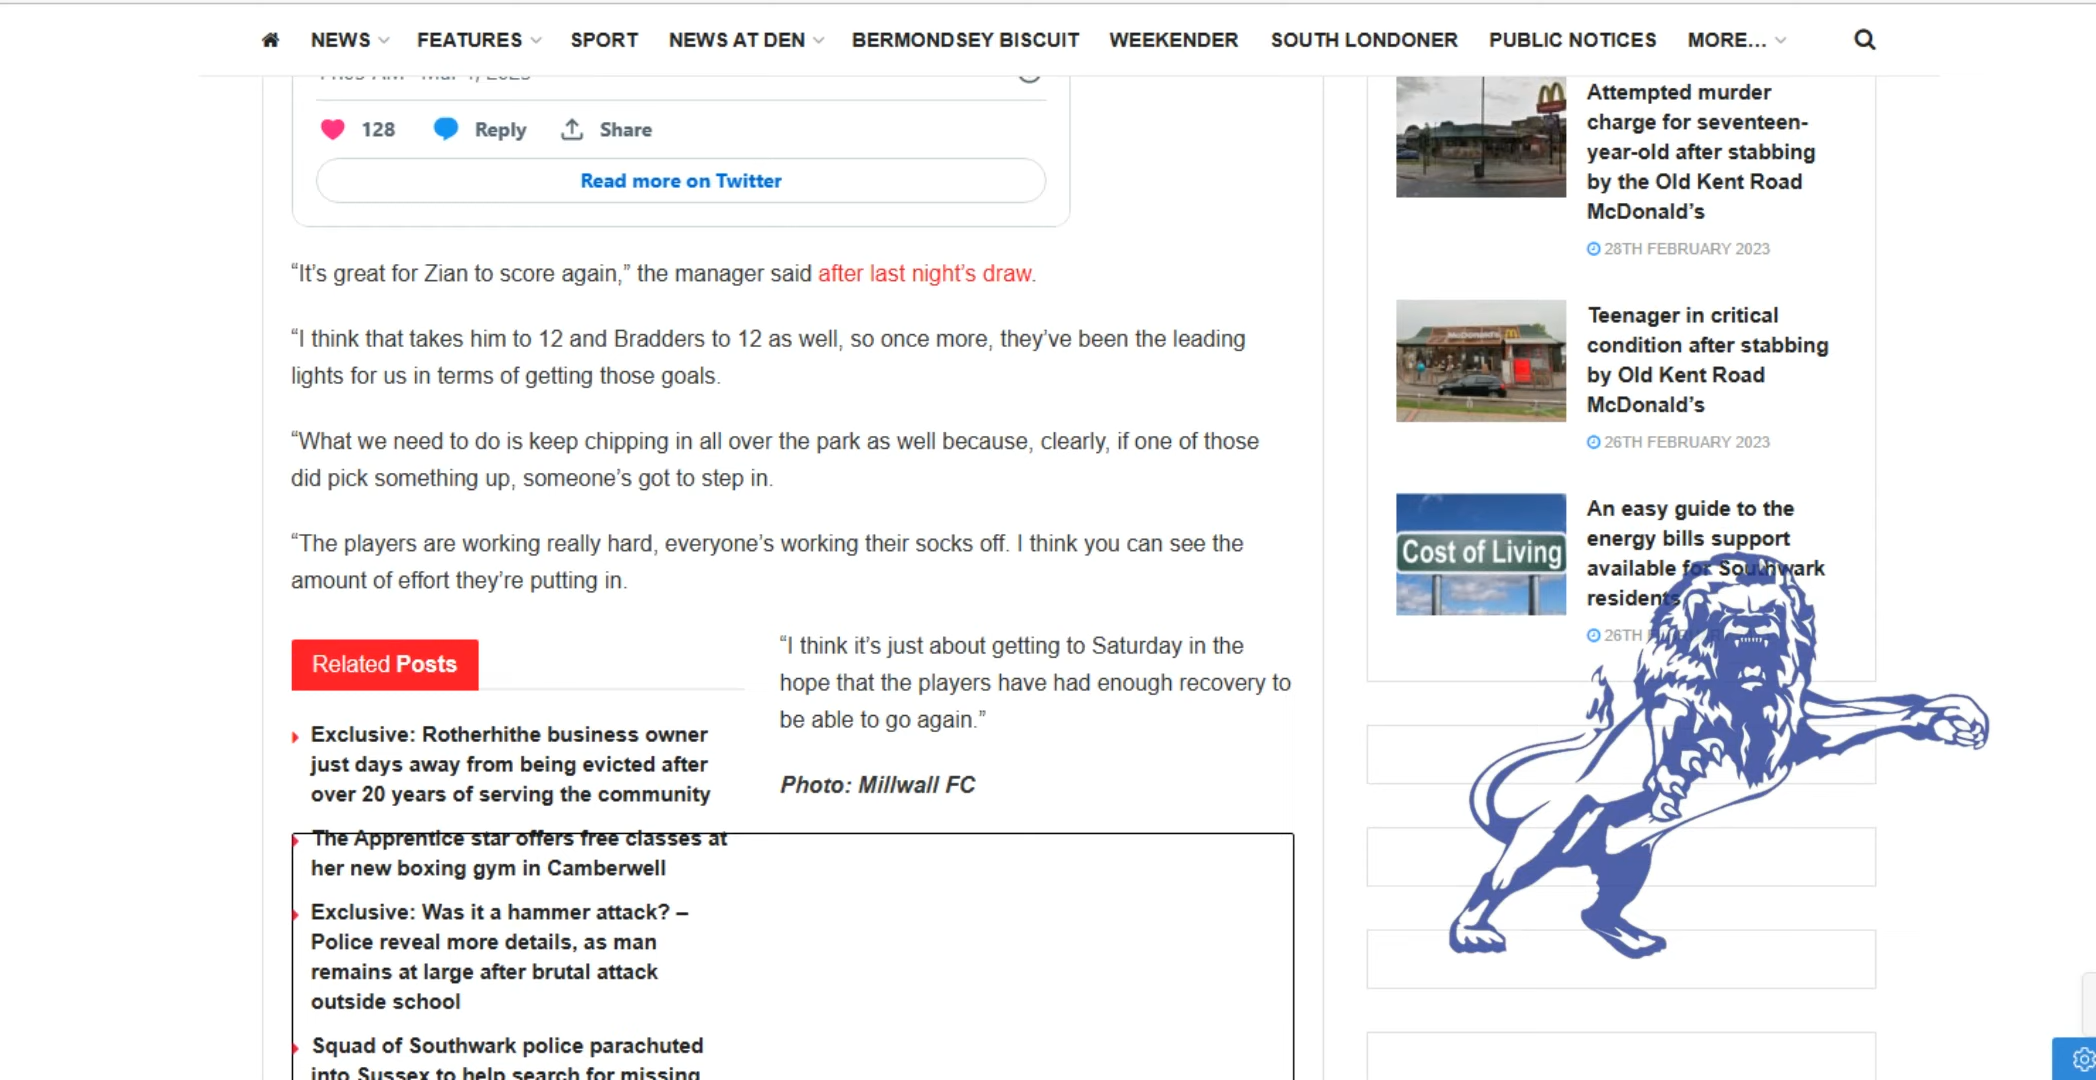 NEWS FEATURES SPORT NEWS AT DEN BERMONDSEY BISCUIT WEEKENDER SOUTH LONDONER PUBLIC NOTICES MORE...
128 Reply Share
Read more on Twitter
“It’s great for Zian to score again,” the manager said after last night’s draw.
“I think that takes him to 12 and Bradders to 12 as well, so once more, they’ve been the leading
lights for us in terms of getting those goals.
“What we need to do is keep chipping in all over the park as well because, clearly, if one of those
did pick something up, someone’s got to step in.
“The players are working really hard, everyone’s working their socks off. I think you can see the
amount of effort they’re putting in.
Related Posts
Exclusive: Rotherhithe business owner
just days away from being evicted after
over 20 years of serving the community
The Apprentice star offers free classes at
her new boxing gym in Camberwell
Exclusive: Was it a hammer attack? –
Police reveal more details, as man
remains at large after brutal attack
outside school
Squad of Southwark police parachuted
into Sussex to help search for missing
“I think it’s just about getting to Saturday in the
hope that the players have had enough recovery to
be able to go again.”
Photo: Millwall FC
Attempted murder
charge for seventeen-
year-old after stabbing
by the Old Kent Road
McDonald’s
28TH FEBRUARY 2023
McDonald's
Teenager in critical
condition after stabbing
by Old Kent Road
McDonald’s
26TH FEBRUARY 2023
Cost of Living
An easy guide to the
energy bills support
available for Southwark
residents
26TH